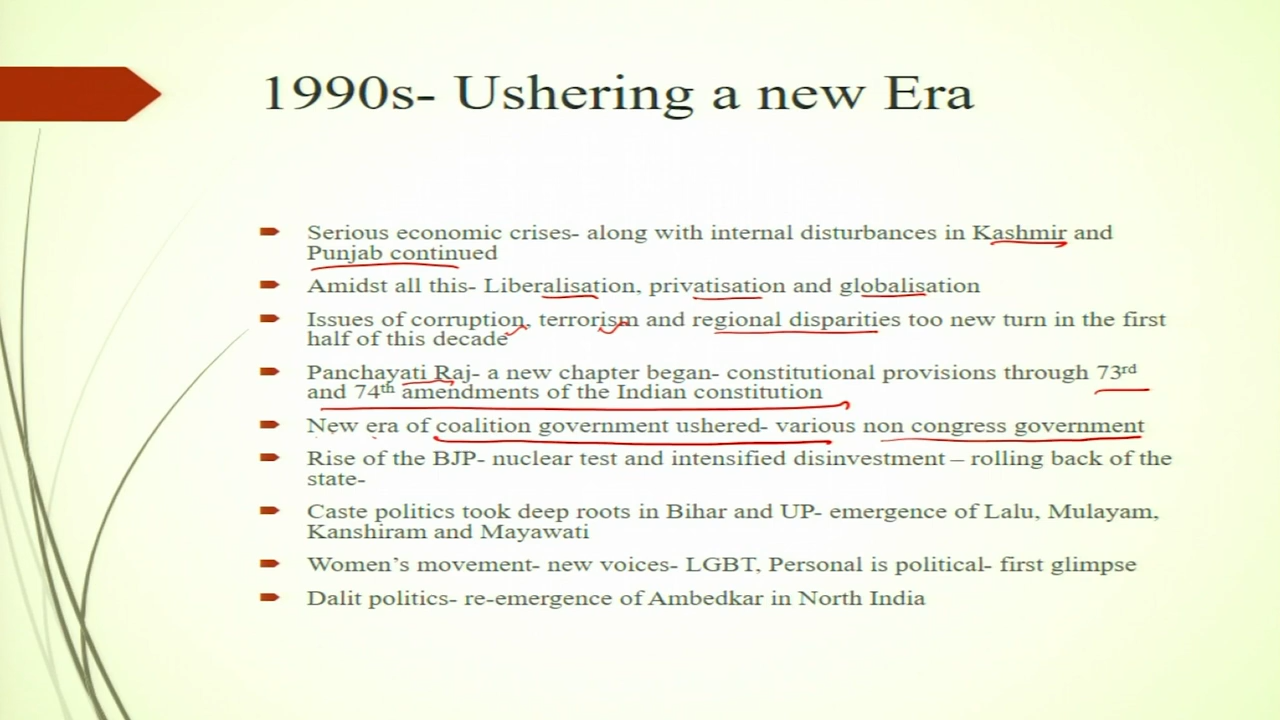 1990s- Ushering a new Era
Serious economic crises- along with internal disturbances in Kashmir and
Punjab continued
Amidst all this- Liberalisation, privatisation and globalisation
Issues of corruption, terrorism and regional disparities too new turn in the first
half of this decade
Panchayati Raj- a new chapter began- constitutional provisions through 73rd
and 74th amendments of the Indian constitution
New era of coalition government ushered- various non congress government
Rise of the BJP- nuclear test and intensified disinvestment – rolling back of the
state-
Caste politics took deep roots in Bihar and UP- emergence of Lalu, Mulayam,
Kanshiram and Mayawati
Women's movement- new voices- LGBT, Personal is political- first glimpse
Dalit politics- re-emergence of Ambedkar in North India